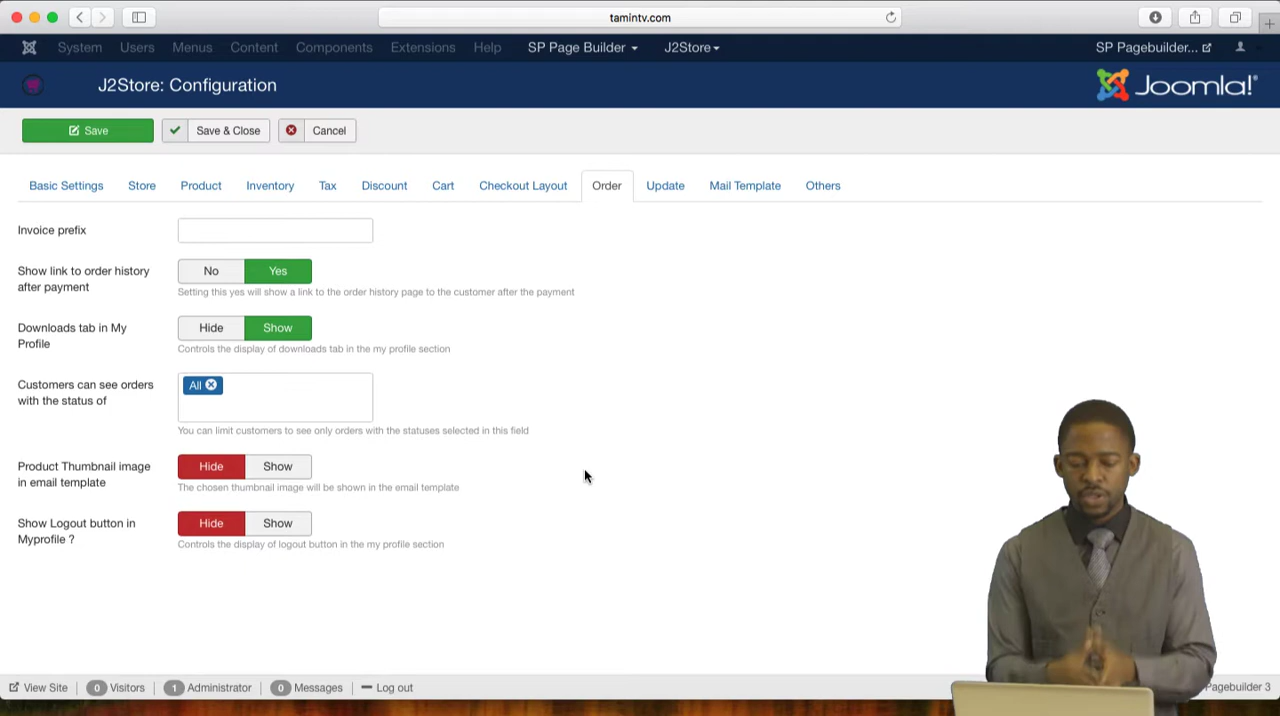 tamintv.com
System Users Menus Content Components Extensions Help SP Page Builder J2Store SP Pagebuilder...
J2Store: Configuration
Joomla!
Save Save & Close Cancel
Basic Settings Store Product Inventory Tax Discount Cart Checkout Layout Order Update Mail Template Others
Invoice prefix
Show link to order history
after payment
No Yes
Setting this yes will show a link to the order history page to the customer after the payment
Downloads tab in My
Profile
Hide Show
Controls the display of downloads tab in the my profile section
Customers can see orders
with the status of
All
You can limit customers to see only orders with the statuses selected in this field
Product Thumbnail image
in email template
Hide Show
The chosen thumbnail image will be shown in the email template
Show Logout button in
Myprofile ?
Hide Show
Controls the display of logout button in the my profile section
View Site 0 Visitors 1 Administrator 0 Messages Log out Pagebuilder 3